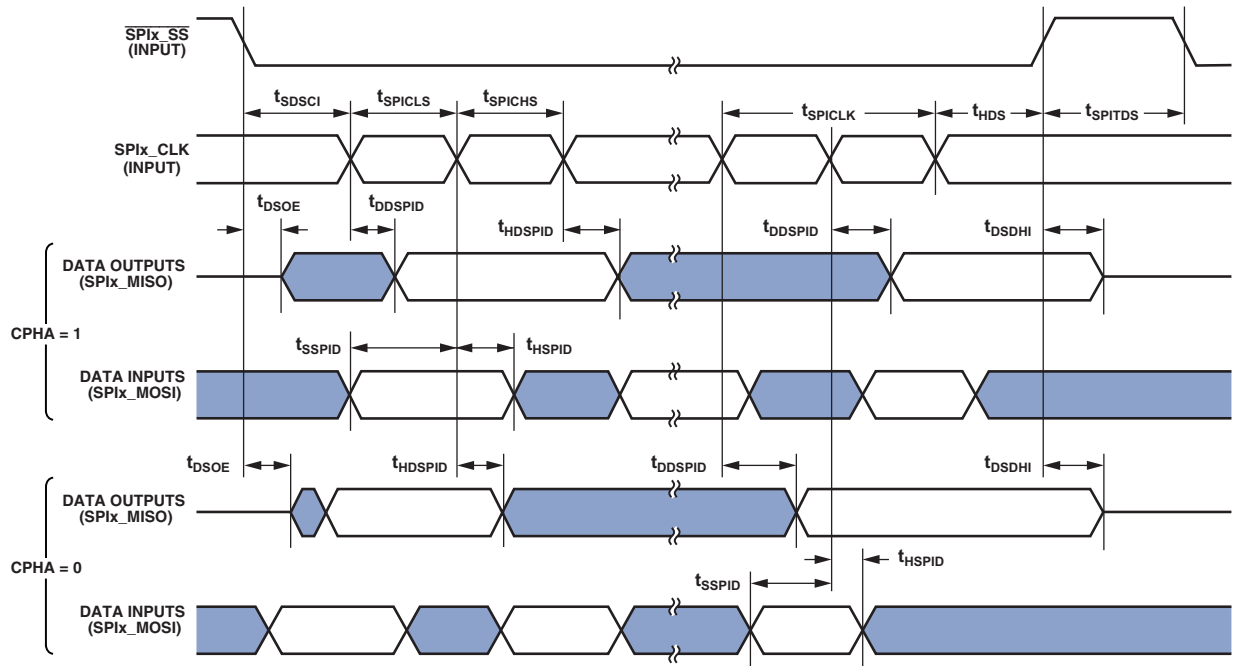 SPIx_SS
(INPUT)
tSDSCI tSPICLS tSPICHS tSPICLK tHDS tSPITDS
SPIx_CLK
(INPUT)
tDSOE tDDSPID tHDSPID tDDSPID tDSDHI
DATA OUTPUTS
(SPIx_MISO)
CPHA = 1
tSSPID tHSPID
DATA INPUTS
(SPIx_MOSI)
tDSOE tHDSPID tDDSPID tDSDHI
DATA OUTPUTS
(SPIx_MISO)
CPHA = 0
tSSPID tHSPID
DATA INPUTS
(SPIx_MOSI)